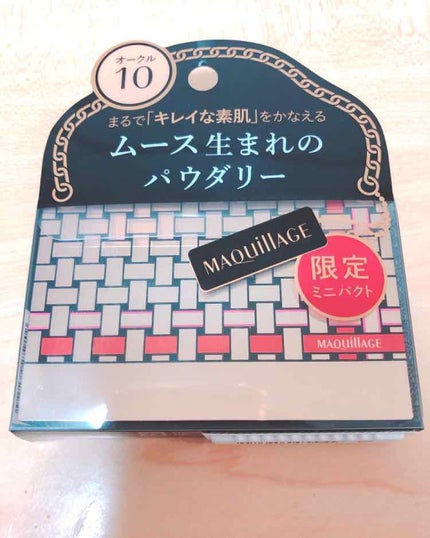 オークル
10
まるで「キレイな素肌」をかなえる
ムース生まれの
パウダリー
MAQuillAGE
限定
ミニパクト
MAQuillAGE